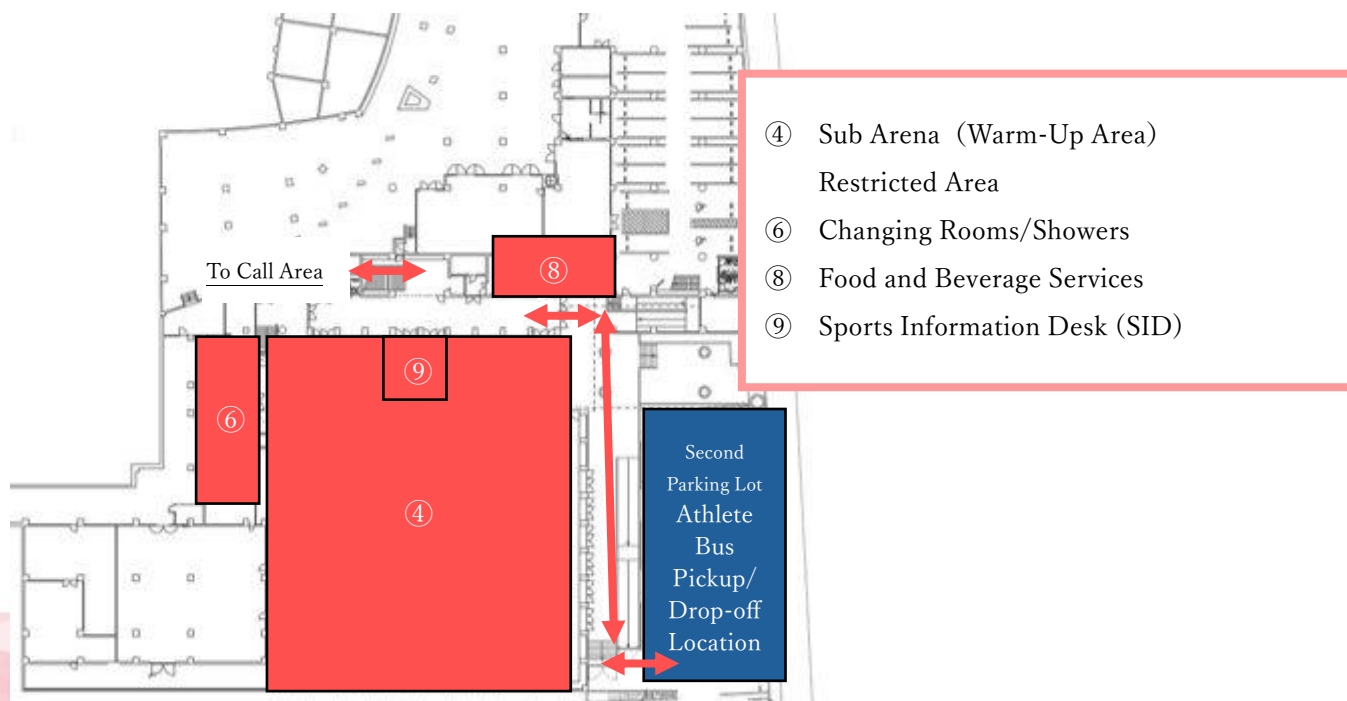 ④ Sub Arena (Warm-Up Area)
Restricted Area
⑥ Changing Rooms/Showers
⑧ Food and Beverage Services
⑨ Sports Information Desk (SID)
To Call Area
⑧
⑨
⑥
④
Second
Parking Lot
Athlete
Bus
Pickup/
Drop-off
Location